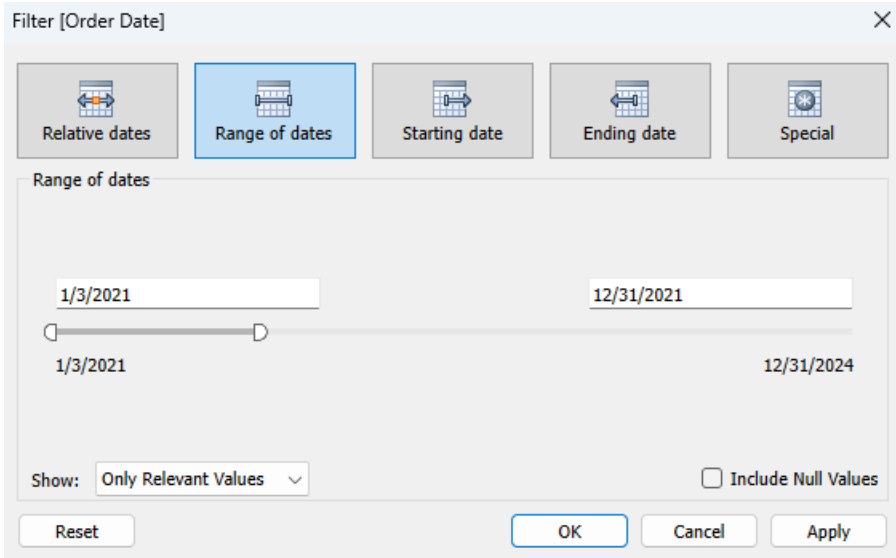 Filter [Order Date]
Relative dates
Range of dates
Starting date
Ending date
Special
Range of dates
1/3/2021
12/31/2021
1/3/2021
12/31/2024
Show:
Only Relevant Values
Include Null Values
Reset
OK
Cancel
Apply